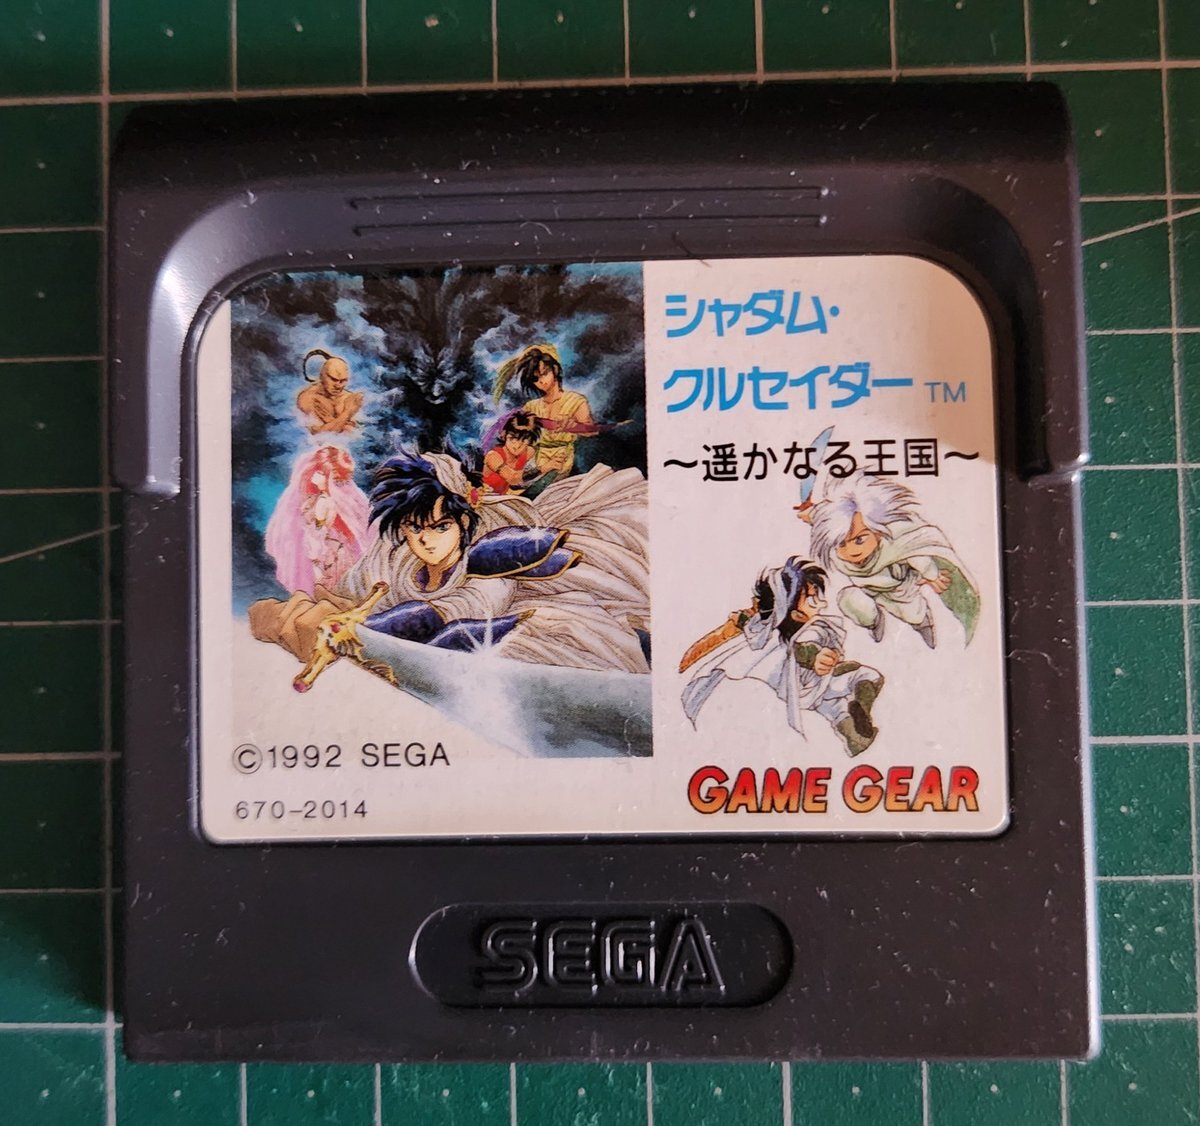 シャダム・
クルセイダー TM
～遥かなる王国～
©1992 SEGA
670-2014
GAME GEAR
SEGA